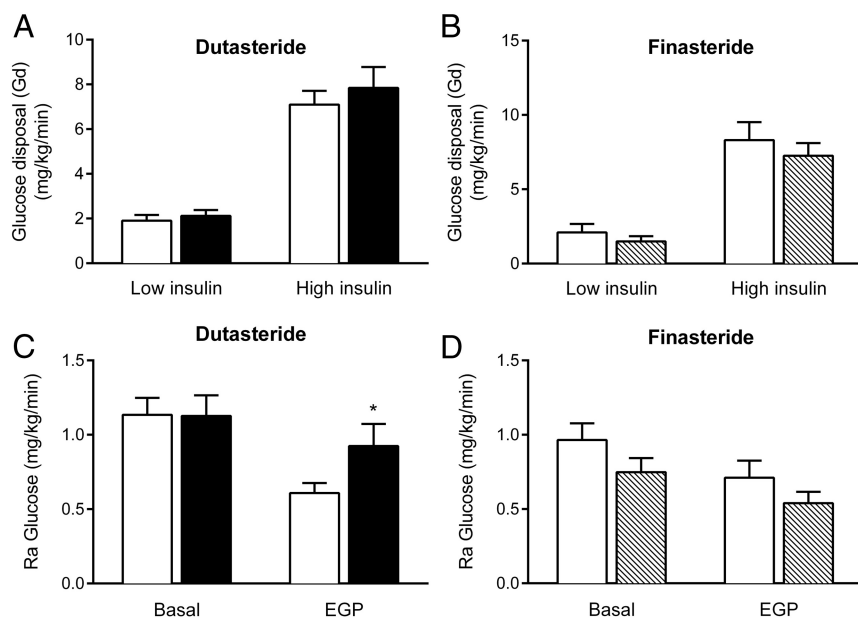 A
Dutasteride
Glucose disposal (Gd)
(mg/kg/min)
10
8
6
4
2
0
Low insulin
High insulin
B
Finasteride
Glucose disposal (Gd)
(mg/kg/min)
15
10
5
0
Low insulin
High insulin
C
Dutasteride
Ra Glucose (mg/kg/min)
1.5
1.0
0.5
0.0
*
Basal
EGP
D
Finasteride
Ra Glucose (mg/kg/min)
1.5
1.0
0.5
0.0
Basal
EGP